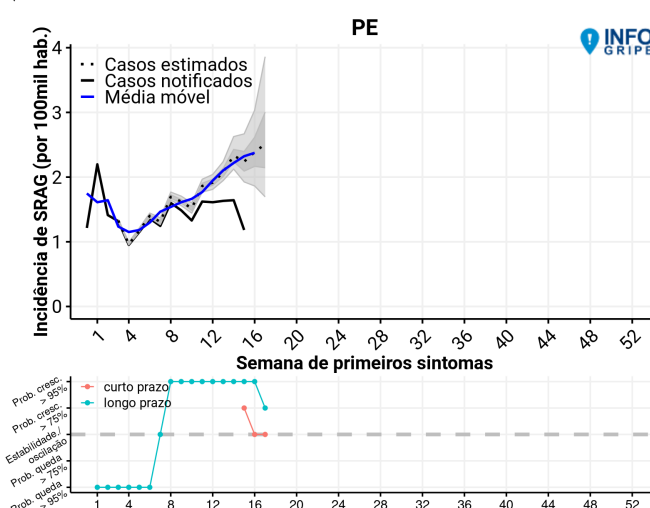 PE
INFO
GRIPE
Incidência de SRAG (por 100mil hab.)
4
3
2
1
0
Casos estimados
Casos notificados
Média móvel
1 4 8 12 16 20 24 28 32 36 40 44 48 52
Semana de primeiros sintomas
Prob. cresc.
> 95%
Prob. cresc.
> 75%
Estabilidade /
oscilação
Prob. queda
> 75%
Prob. queda
> 95%
curto prazo
longo prazo
1 4 8 12 16 20 24 28 32 36 40 44 48 52